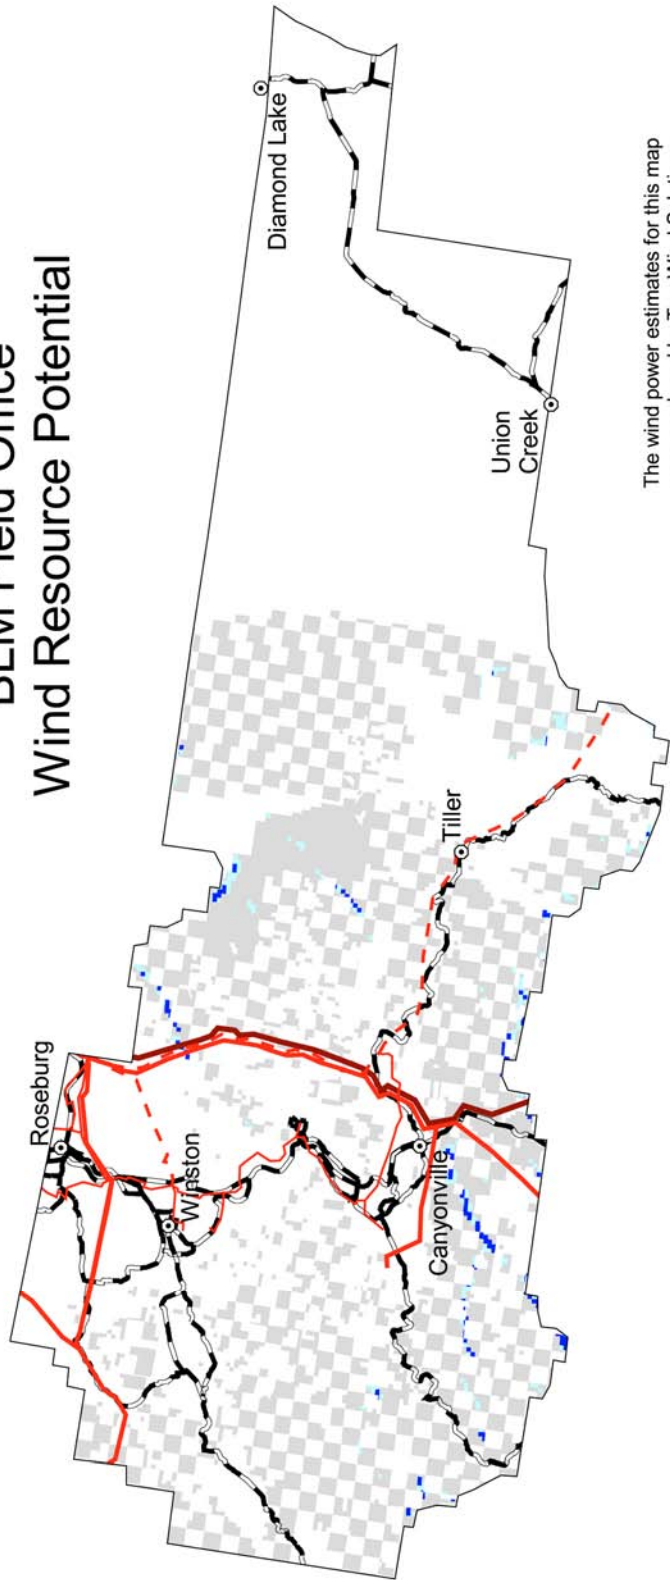 BLM Field Office
Wind Resource Potential
Roseburg
Winston
Canyonville
Tiller
Diamond Lake
Union
Creek
The wind power estimates for this map